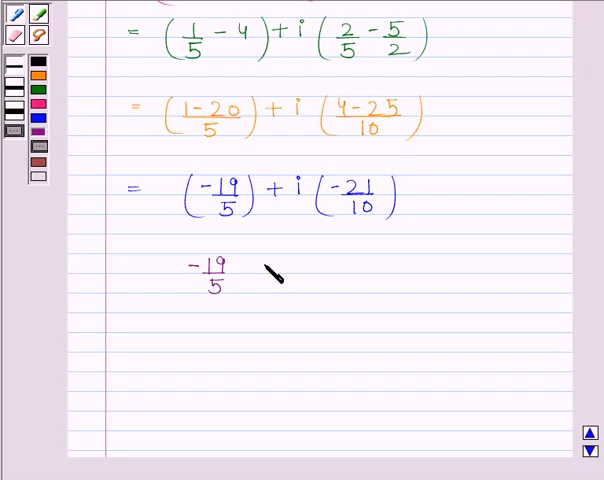 = (1/5 - 4) + i (2/5 - 5/2)
= (1-20/5) + i (4-25/10)
= (-19/5) + i (-21/10)
-19/5